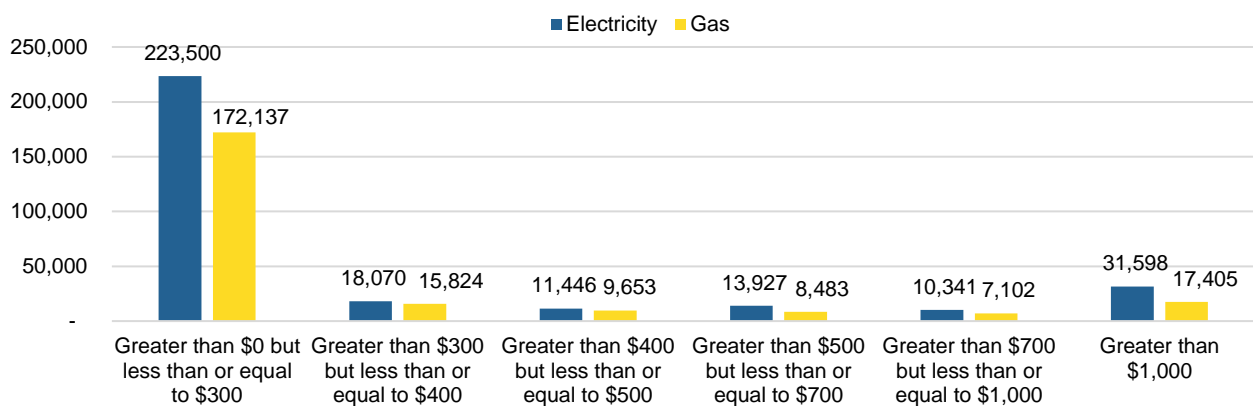 Electricity Gas
250,000
223,500
200,000
172,137
150,000
100,000
50,000
18,070 15,824
11,446 9,653
13,927 8,483
10,341 7,102
31,598 17,405
-
Greater than $0 but
less than or equal
to $300
Greater than $300
but less than or
equal to $400
Greater than $400
but less than or
equal to $500
Greater than $500
but less than or
equal to $700
Greater than $700
but less than or
equal to $1,000
Greater than
$1,000